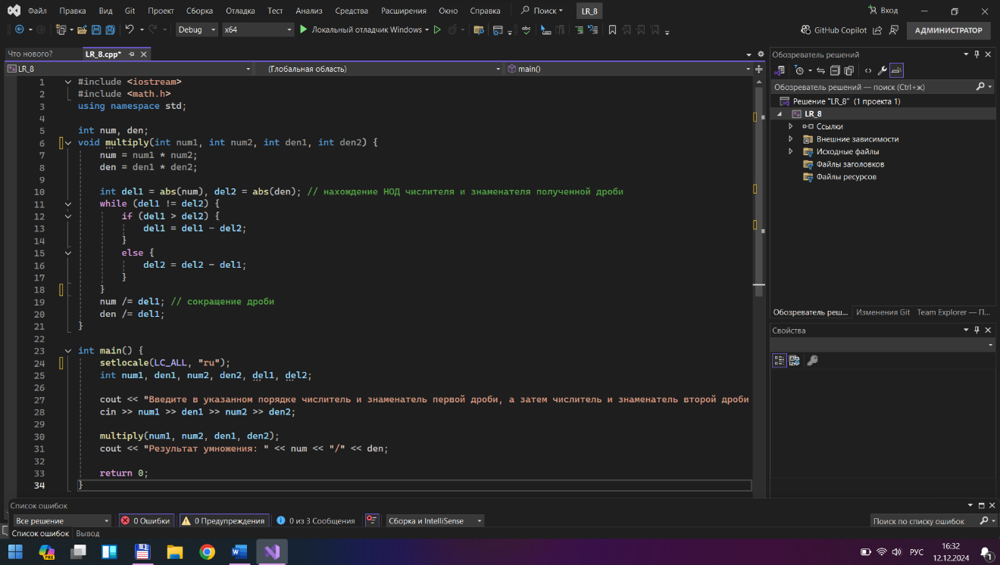 Файл Правка Вид Git Проект Сборка Отладка Тест Анализ Средства Расширения Окно Справка Поиск LR_8 Вход
Debug x64 Локальный отладчик Windows GitHub Copilot АДМИНИСТРАТОР
Что нового? LR_8.cpp*
LR_8 (Глобальная область) main()
1 #include <iostream>
2 #include <math.h>
3 using namespace std;
4
5 int num, den;
6 void multiply(int num1, int num2, int den1, int den2) {
7 num = num1 * num2;
8 den = den1 * den2;
9
10 int del1 = abs(num), del2 = abs(den); // нахождение НОД числителя и знаменателя полученной дроби
11 while (del1 != del2) {
12 if (del1 > del2) {
13 del1 = del1 - del2;
14 }
15 else {
16 del2 = del2 - del1;
17 }
18 }
19 num /= del1; // сокращение дроби
20 den /= del1;
21 }
22
23 int main() {
24 setlocale(LC_ALL, "ru");
25 int num1, den1, num2, den2, del1, del2;
26
27 cout << "Введите в указанном порядке числитель и знаменатель первой дроби, а затем числитель и знаменатель второй дроби
28 cin >> num1 >> den1 >> num2 >> den2;
29
30 multiply(num1, num2, den1, den2);
31 cout << "Результат умножения: " << num << "/" << den;
32
33 return 0;
34 }
Обозреватель решений
Обозреватель решений — поиск (Ctrl+ж)
Решение "LR_8" (1 проекта 1)
LR_8
Ссылки
Внешние зависимости
Исходные файлы
Файлы заголовков
Файлы ресурсов
Обозреватель реш... Изменения Git Team Explorer — П...
Свойства
Список ошибок
Все решение 0 Ошибки 0 Предупреждения 0 из 3 Сообщения Сборка и IntelliSense Поиск по списку ошибок
Список ошибок Вывод
PRE W РУС 16:32
12.12.2024 1